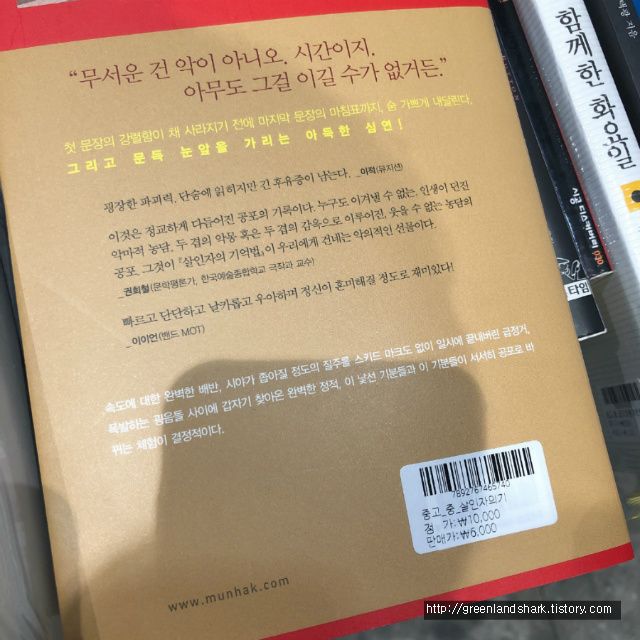 “무서운 건 악이 아니오. 시간이지.
아무도 그걸 이길 수가 없거든.”
첫 문장의 강렬함이 채 사라지기 전에 마지막 문장의 마침표까지, 숨 가쁘게 내달린다.
그리고 문득 눈앞을 가리는 아득한 심연!
굉장한 파괴력. 단숨에 읽히지만 긴 후유증이 남는다. _이적(뮤지션)
이것은 정교하게 다듬어진 공포의 기록이다. 누구도 이겨낼 수 없는, 인생이 던진
악마적 농담. 두 겹의 악몽 혹은 두 겹의 감옥으로 이루어진, 웃을 수 없는 농담의
공포. 그것이 『살인자의 기억법』이 우리에게 건네는 악의적인 선물이다.
_권희철(문학평론가, 한국예술종합학교 극작과 교수)
빠르고 단단하고 날카롭고 우아하며 정신이 혼미해질 정도로 재미있다!
_이이언(밴드 MOT)
속도에 대한 완벽한 배반, 시야가 좁아질 정도의 질주를 스키드 마크도 없이 일시에 끝내버린 급정거,
폭발하는 굉음들 사이에 갑자기 찾아온 완벽한 정적, 이 낯선 기분들과 이 기분들이 서서히 공포로 바
뀌는 체험이 결정적이다.
중고_중_살인자의기
정 가:₩10,000
판매가:₩6,000
www.munhak.com
함께 한 화요일
시공 디스커버리 030
타임
http://greenlandshark.tistory.com